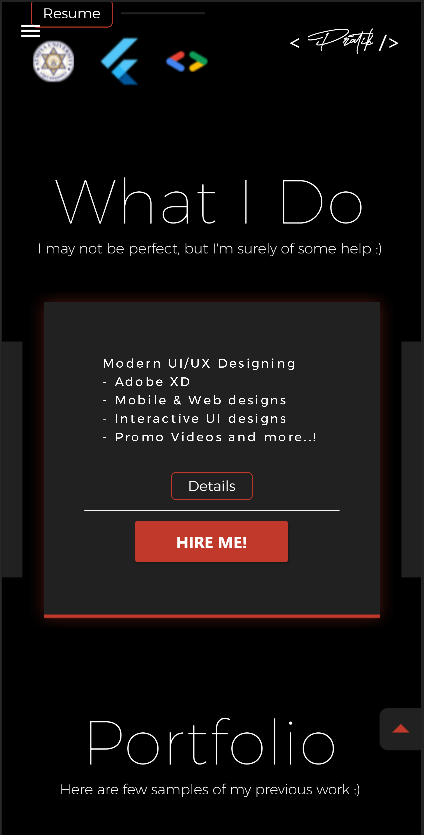 Resume
< Pratik />
What I Do
I may not be perfect, but I'm surely of some help :)
Modern UI/UX Designing
- Adobe XD
- Mobile & Web designs
- Interactive UI designs
- Promo Videos and more..!
Details
HIRE ME!
Portfolio
Here are few samples of my previous work :)